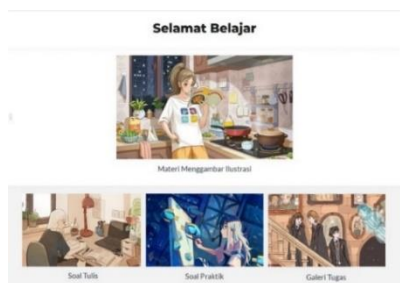 Selamat Belajar
Materi Menggambar Ilustrasi
Soal Tulis
Soal Praktik
Galeri Tugas